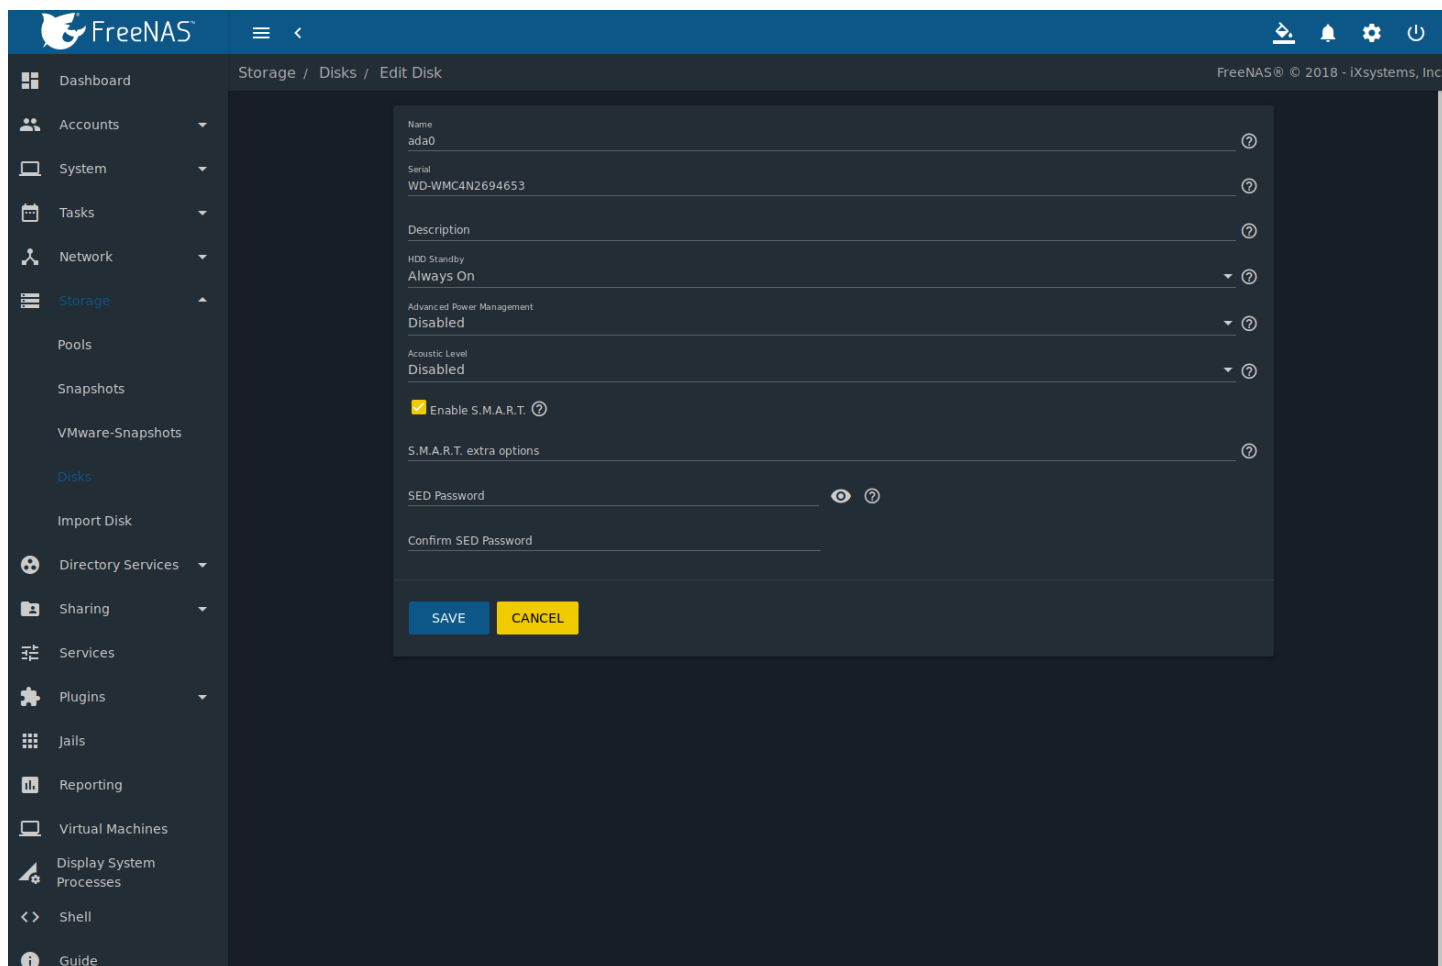 FreeNAS™
Storage / Disks / Edit Disk
FreeNAS® © 2018 - iXsystems, Inc
Dashboard
Accounts
System
Tasks
Network
Storage
Pools
Snapshots
VMware-Snapshots
Disks
Import Disk
Directory Services
Sharing
Services
Plugins
Jails
Reporting
Virtual Machines
Display System
Processes
Shell
Guide
Name
ada0
Serial
WD-WMC4N2694653
Description
HDD Standby
Always On
Advanced Power Management
Disabled
Acoustic Level
Disabled
Enable S.M.A.R.T.
S.M.A.R.T. extra options
SED Password
Confirm SED Password
SAVE CANCEL